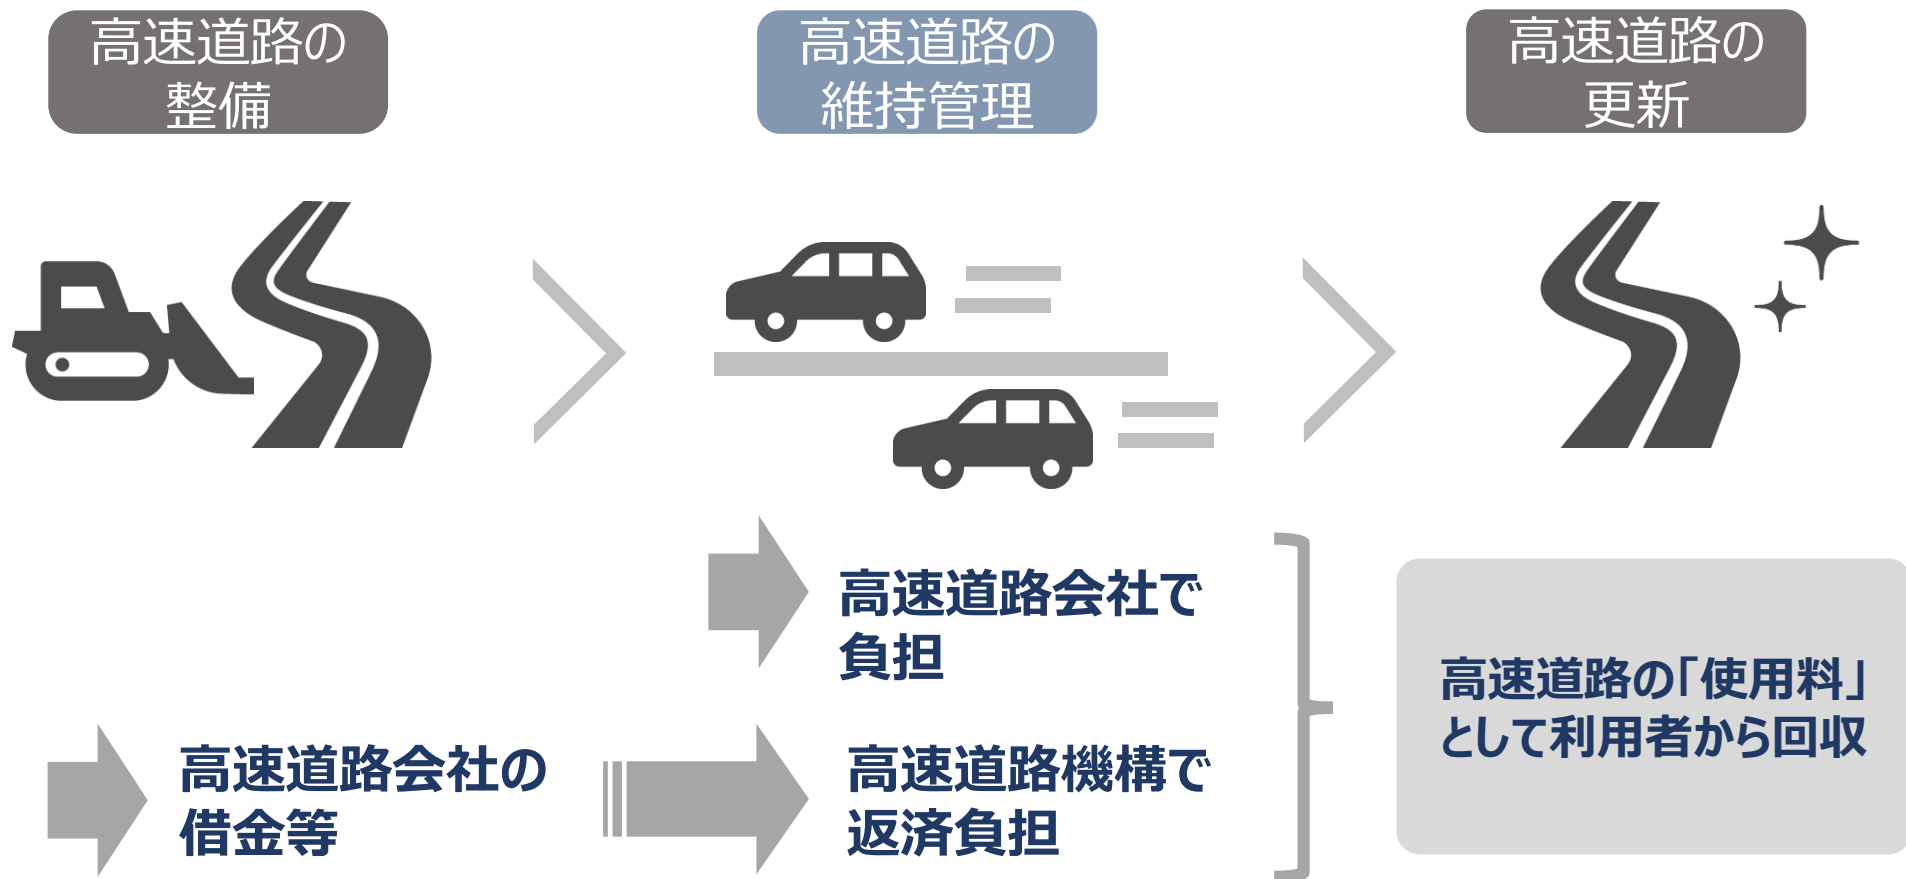 高速道路の
整備
高速道路の
維持管理
高速道路の
更新
高速道路会社で
負担
高速道路会社の
借金等
高速道路機構で
返済負担
高速道路の「使用料」
として利用者から回収